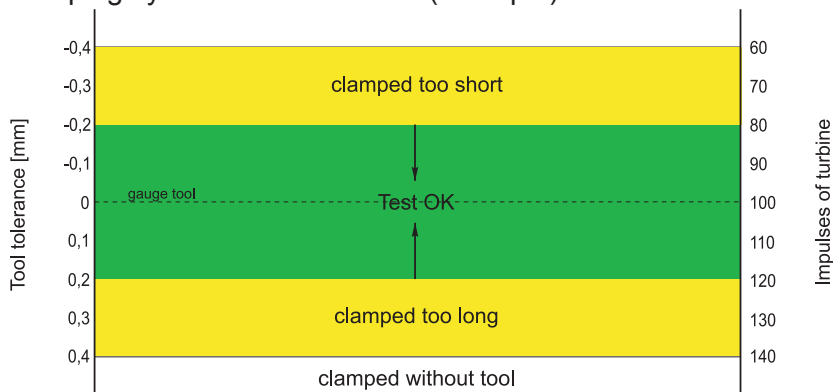 Tool tolerance [mm]
-0,4
-0,3
-0,2
-0,1
0
0,1
0,2
0,3
0,4
clamped too short
gauge tool
Test OK
clamped too long
clamped without tool
60
70
80
90
100
110
120
130
140
Impulses of turbine